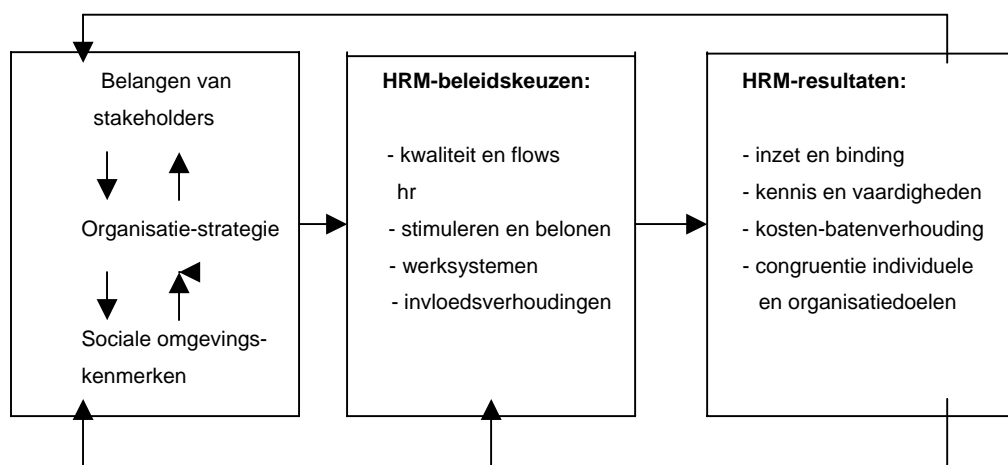 Belangen van
stakeholders
Organisatie-strategie
Sociale omgevings-
kenmerken
HRM-beleidskeuzen:
- kwaliteit en flows
hr
- stimuleren en belonen
- werksystemen
- invloedsverhoudingen
HRM-resultaten:
- inzet en binding
- kennis en vaardigheden
- kosten-batenverhouding
- congruentie individuele
en organisatiedoelen